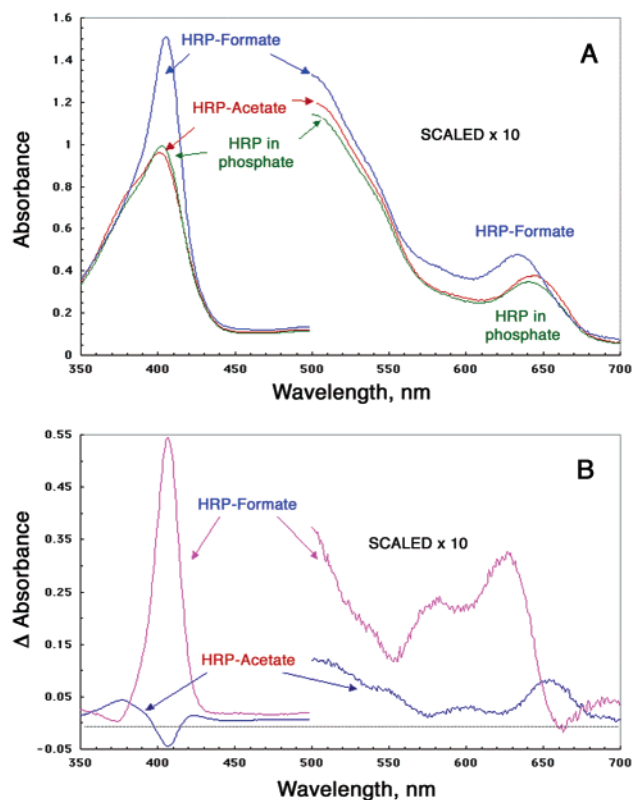 A
1.6
1.4
1.2
1
0.8
0.6
0.4
0.2
0
Absorbance
HRP-Formate
HRP-Acetate
HRP in
phosphate
SCALED x 10
HRP-Formate
HRP in
phosphate
350
400
450
500
550
600
650
700
Wavelength, nm
B
0.55
0.45
0.35
0.25
0.15
0.05
-0.05
Δ Absorbance
HRP-Formate
SCALED x 10
HRP-Acetate
350
400
450
500
550
600
650
700
Wavelength, nm